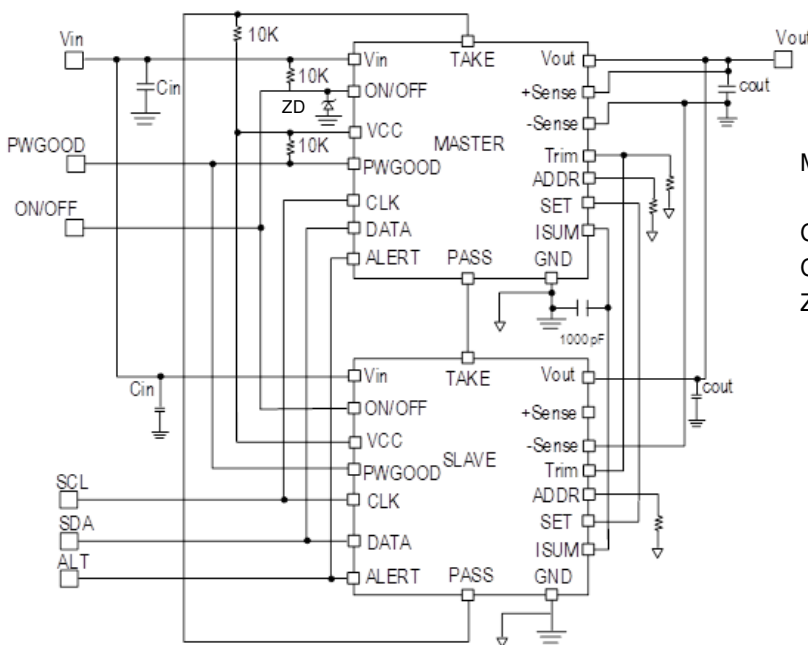 Vin
Cin
10K
10K
ZD
10K
PWGOOD
ON/OFF
Vin
TAKE
Vout
ON/OFF
+Sense
VCC
-Sense
MASTER
PWGOOD
Trim
ADDR
CLK
SET
DATA
ISUM
ALERT
PASS
GND
Vout
cout
M
C
C
Z
1000pF
Cin
Vin
TAKE
Vout
cout
ON/OFF
+Sense
VCC
-Sense
SLAVE
PWGOOD
Trim
CLK
ADDR
SET
DATA
ISUM
ALERT
PASS
GND
SCL
SDA
ALT